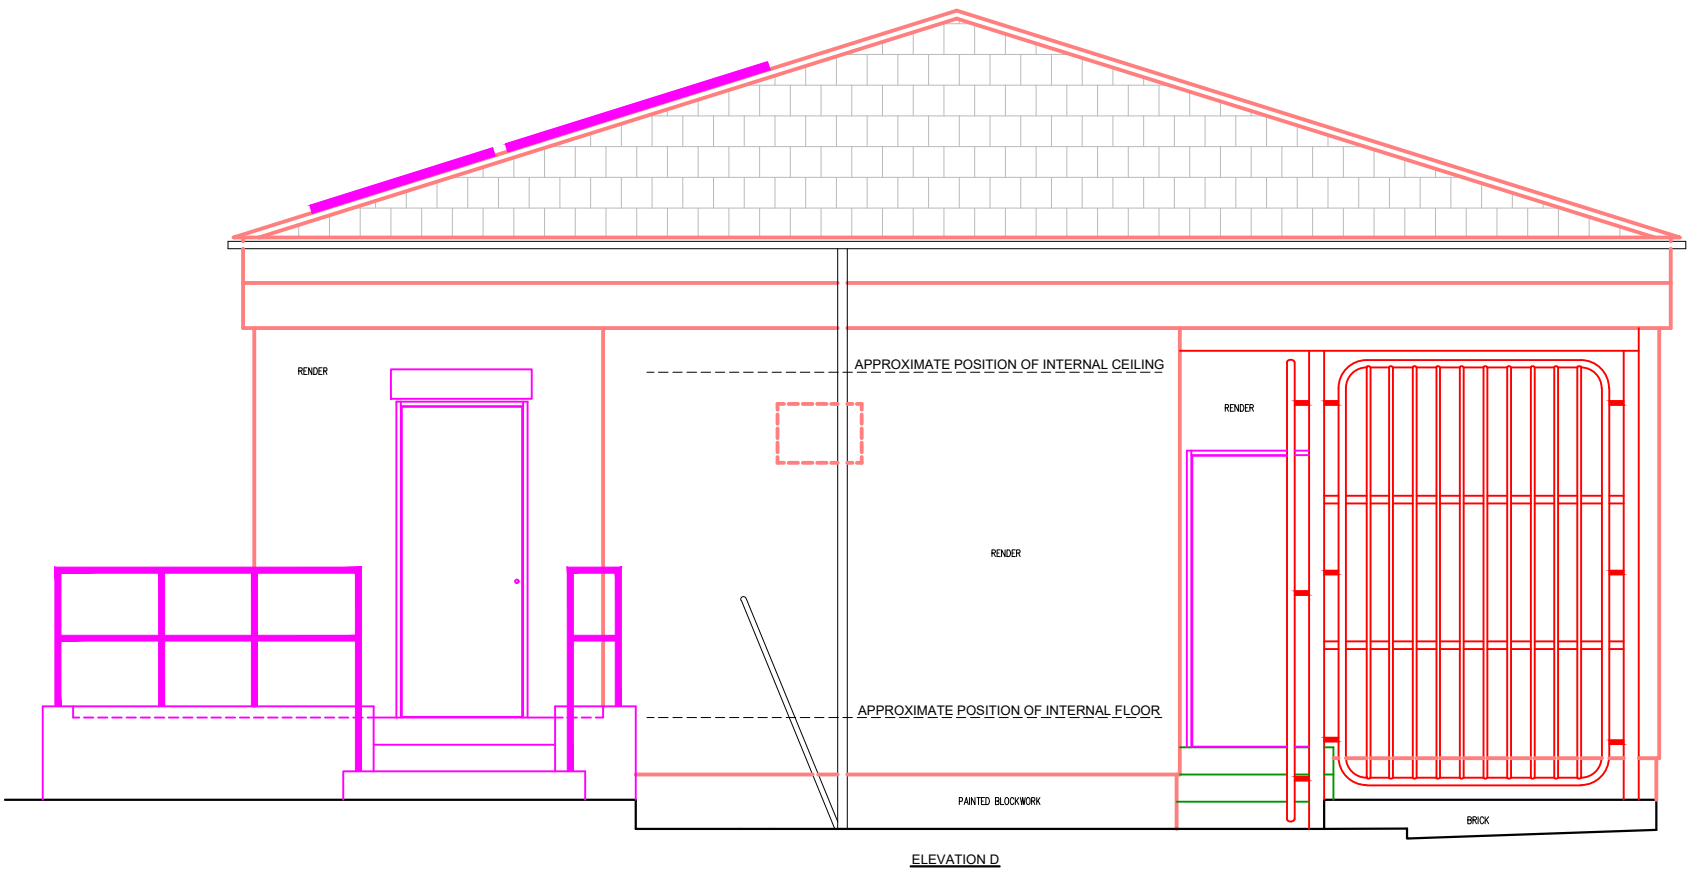 RENDER
APPROXIMATE POSITION OF INTERNAL CEILING
RENDER
RENDER
APPROXIMATE POSITION OF INTERNAL FLOOR
PAINTED BLOCKWORK
BRICK
ELEVATION D